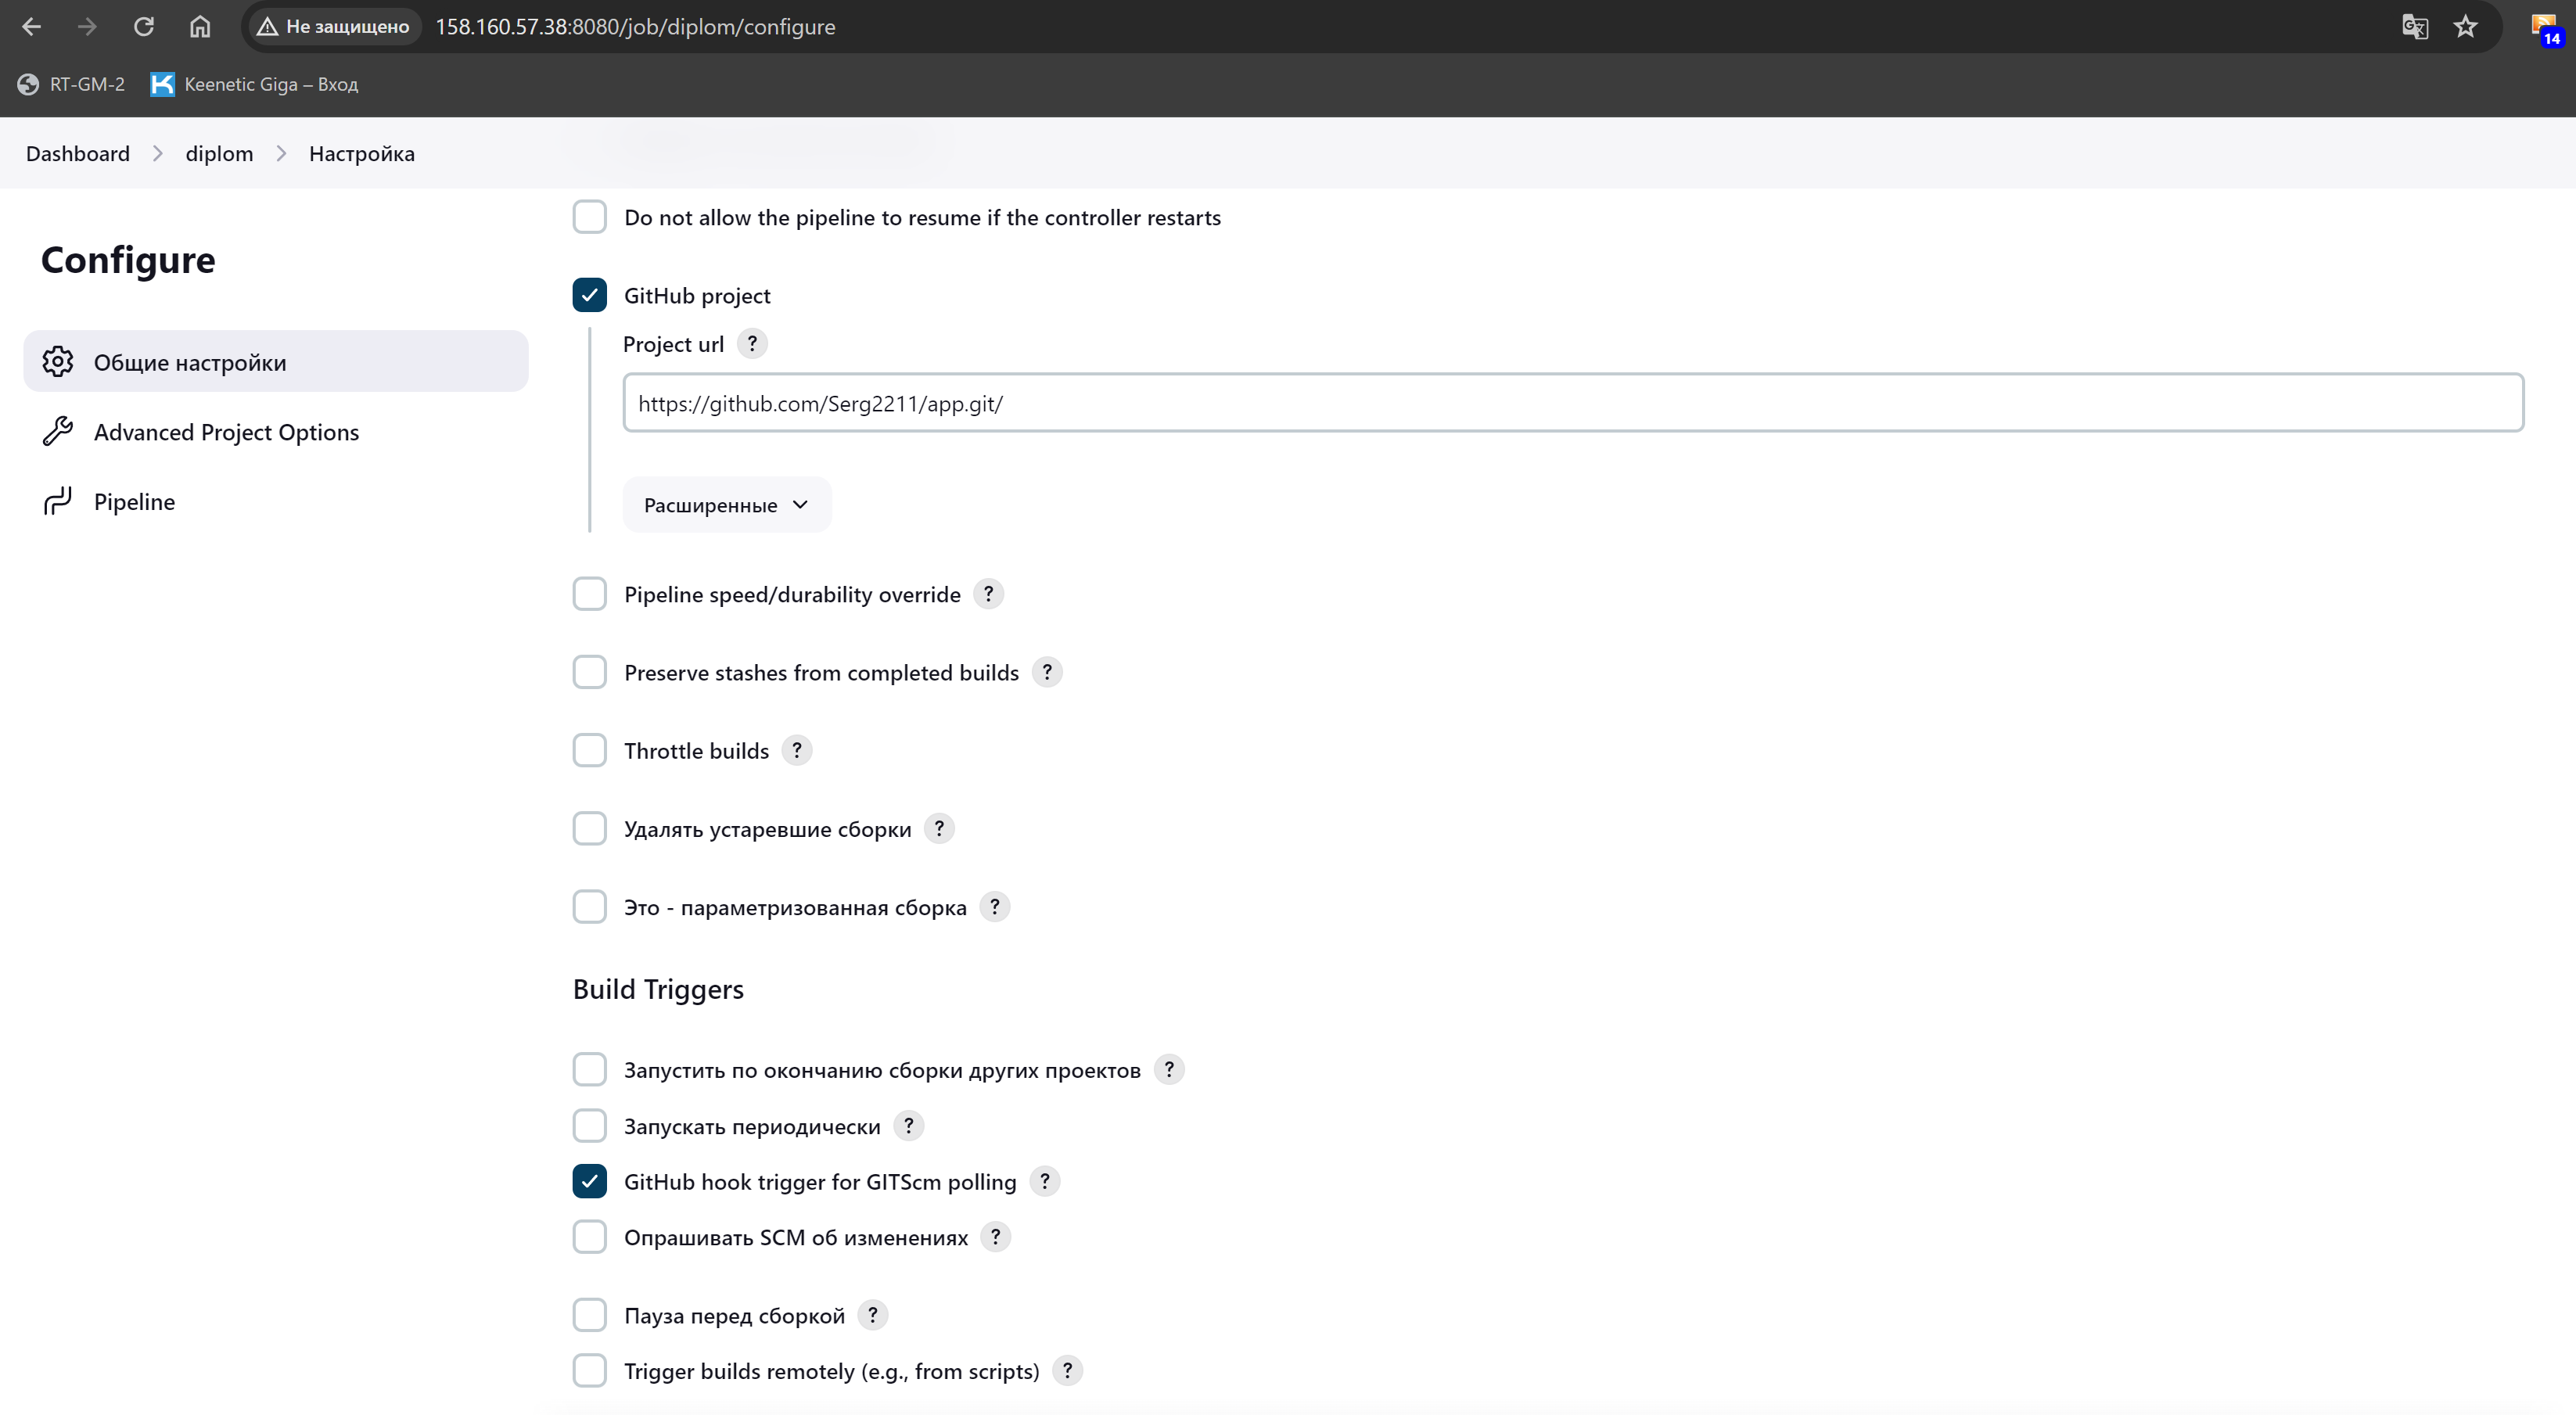 Не защищено 158.160.57.38:8080/job/diplom/configure
14
RT-GM-2 Keenetic Giga – Вход
Dashboard diplom Настройка
Configure
Общие настройки
Advanced Project Options
Pipeline
Do not allow the pipeline to resume if the controller restarts
GitHub project
Project url ?
https://github.com/Serg2211/app.git/
Расширенные
Pipeline speed/durability override ?
Preserve stashes from completed builds ?
Throttle builds ?
Удалять устаревшие сборки ?
Это - параметризованная сборка ?
Build Triggers
Запустить по окончанию сборки других проектов ?
Запускать периодически ?
GitHub hook trigger for GITScm polling ?
Опрашивать SCM об изменениях ?
Пауза перед сборкой ?
Trigger builds remotely (e.g., from scripts) ?